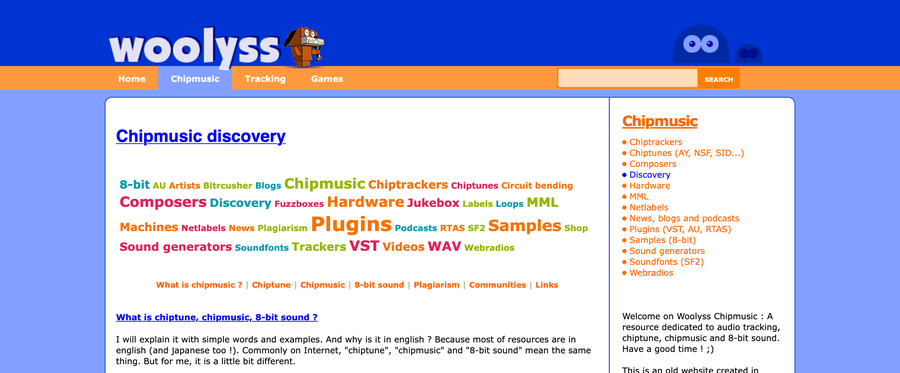 woolyss
Home Chipmusic Tracking Games SEARCH
Chipmusic discovery
8-bit AU Artists Bitcrusher Blogs Chipmusic Chiptrackers Chiptunes Circuit bending
Composers Discovery Fuzzboxes Hardware Jukebox Labels Loops MML
Machines Netlabels News Plagiarism Plugins Podcasts RTAS SF2 Samples Shop
Sound generators Soundfonts Trackers VST Videos WAV Webradios
What is chipmusic ? | Chiptune | Chipmusic | 8-bit sound | Plagiarism | Communities | Links
What is chiptune, chipmusic, 8-bit sound ?
I will explain it with simple words and examples. And why is it in english ? Because most of resources are in
english (and japanese too !). Commonly on Internet, "chiptune", "chipmusic" and "8-bit sound" mean the same
thing. But for me, it is a little bit different.
Chipmusic
Chiptrackers
Chiptunes (AY, NSF, SID...)
Composers
Discovery
Hardware
MML
Netlabels
News, blogs and podcasts
Plugins (VST, AU, RTAS)
Samples (8-bit)
Sound generators
Soundfonts (SF2)
Webradios
Welcome on Woolyss Chipmusic : A
resource dedicated to audio tracking,
chiptune, chipmusic and 8-bit sound.
Have a good time ! ;)
This is an old website created in